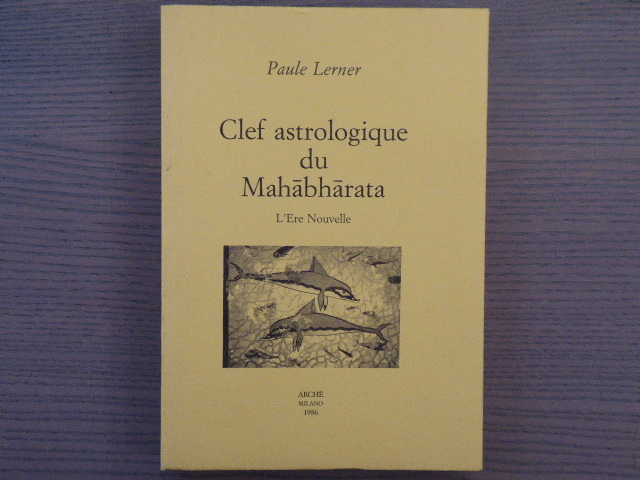 Paule Lerner
Clef astrologique
du
Mahābhārata
L'Ere Nouvelle
ARCHÈ
MILANO
1986